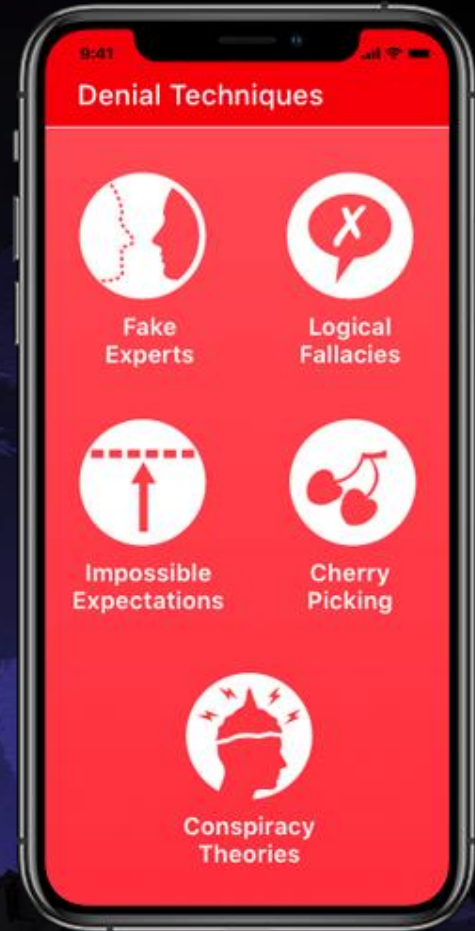 9:41
Denial Techniques
Fake
Experts
Logical
Fallacies
X
Impossible
Expectations
Cherry
Picking
Conspiracy
Theories